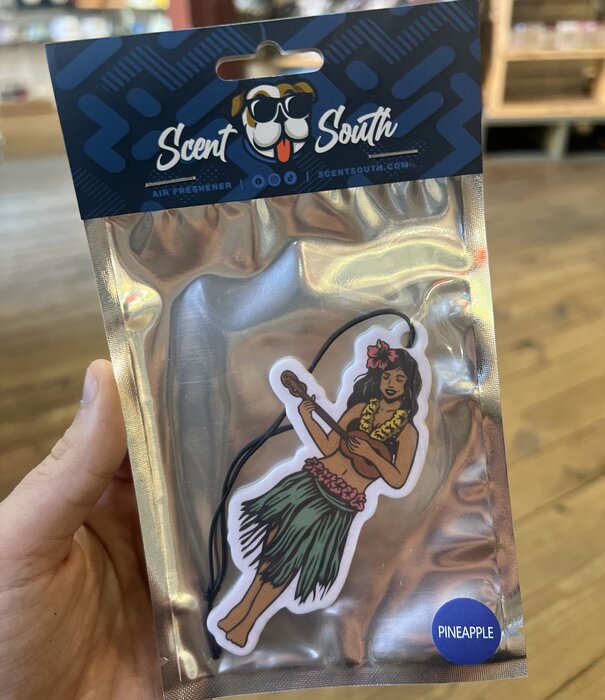 Scent South
AIR FRESHENER | | SCENTSOUTH.COM
PINEAPPLE